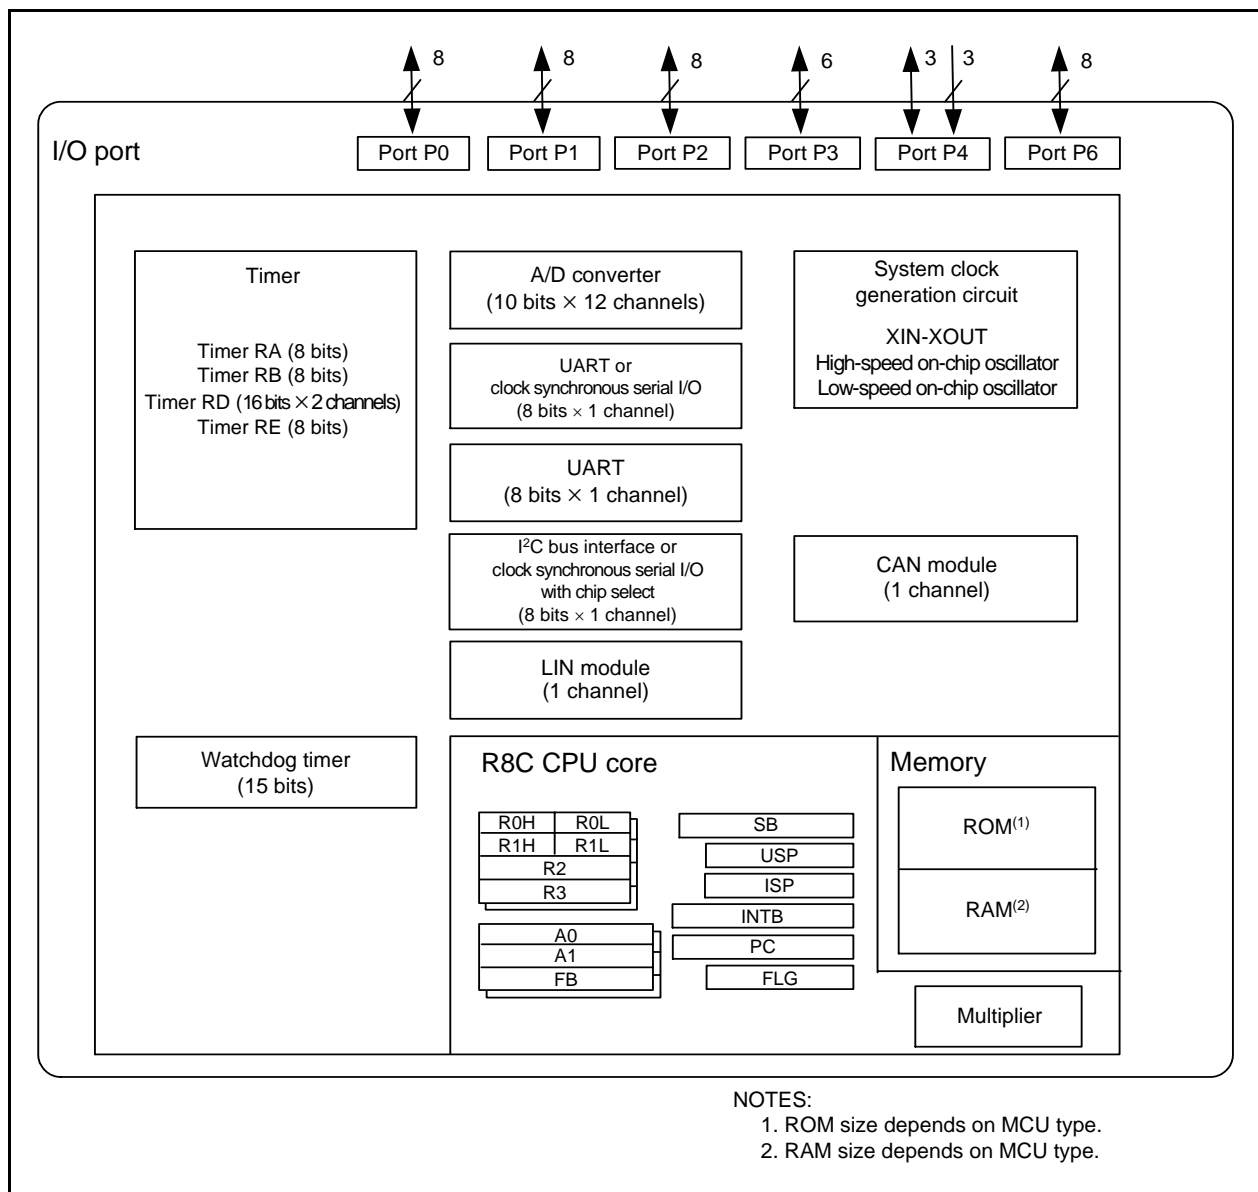 8 8 8 6 3 3 8
I/O port
Port P0 Port P1 Port P2 Port P3 Port P4 Port P6
Timer
Timer RA (8 bits)
Timer RB (8 bits)
Timer RD (16 bits × 2 channels)
Timer RE (8 bits)
A/D converter
(10 bits × 12 channels)
UART or
clock synchronous serial I/O
(8 bits × 1 channel)
UART
(8 bits × 1 channel)
I²C bus interface or
clock synchronous serial I/O
with chip select
(8 bits × 1 channel)
LIN module
(1 channel)
System clock
generation circuit
XIN-XOUT
High-speed on-chip oscillator
Low-speed on-chip oscillator
CAN module
(1 channel)
Watchdog timer
(15 bits)
R8C CPU core
R0H R0L
R1H R1L
R2
R3
A0
A1
FB
SB
USP
ISP
INTB
PC
FLG
Memory
ROM(1)
RAM(2)
Multiplier
NOTES:
1. ROM size depends on MCU type.
2. RAM size depends on MCU type.